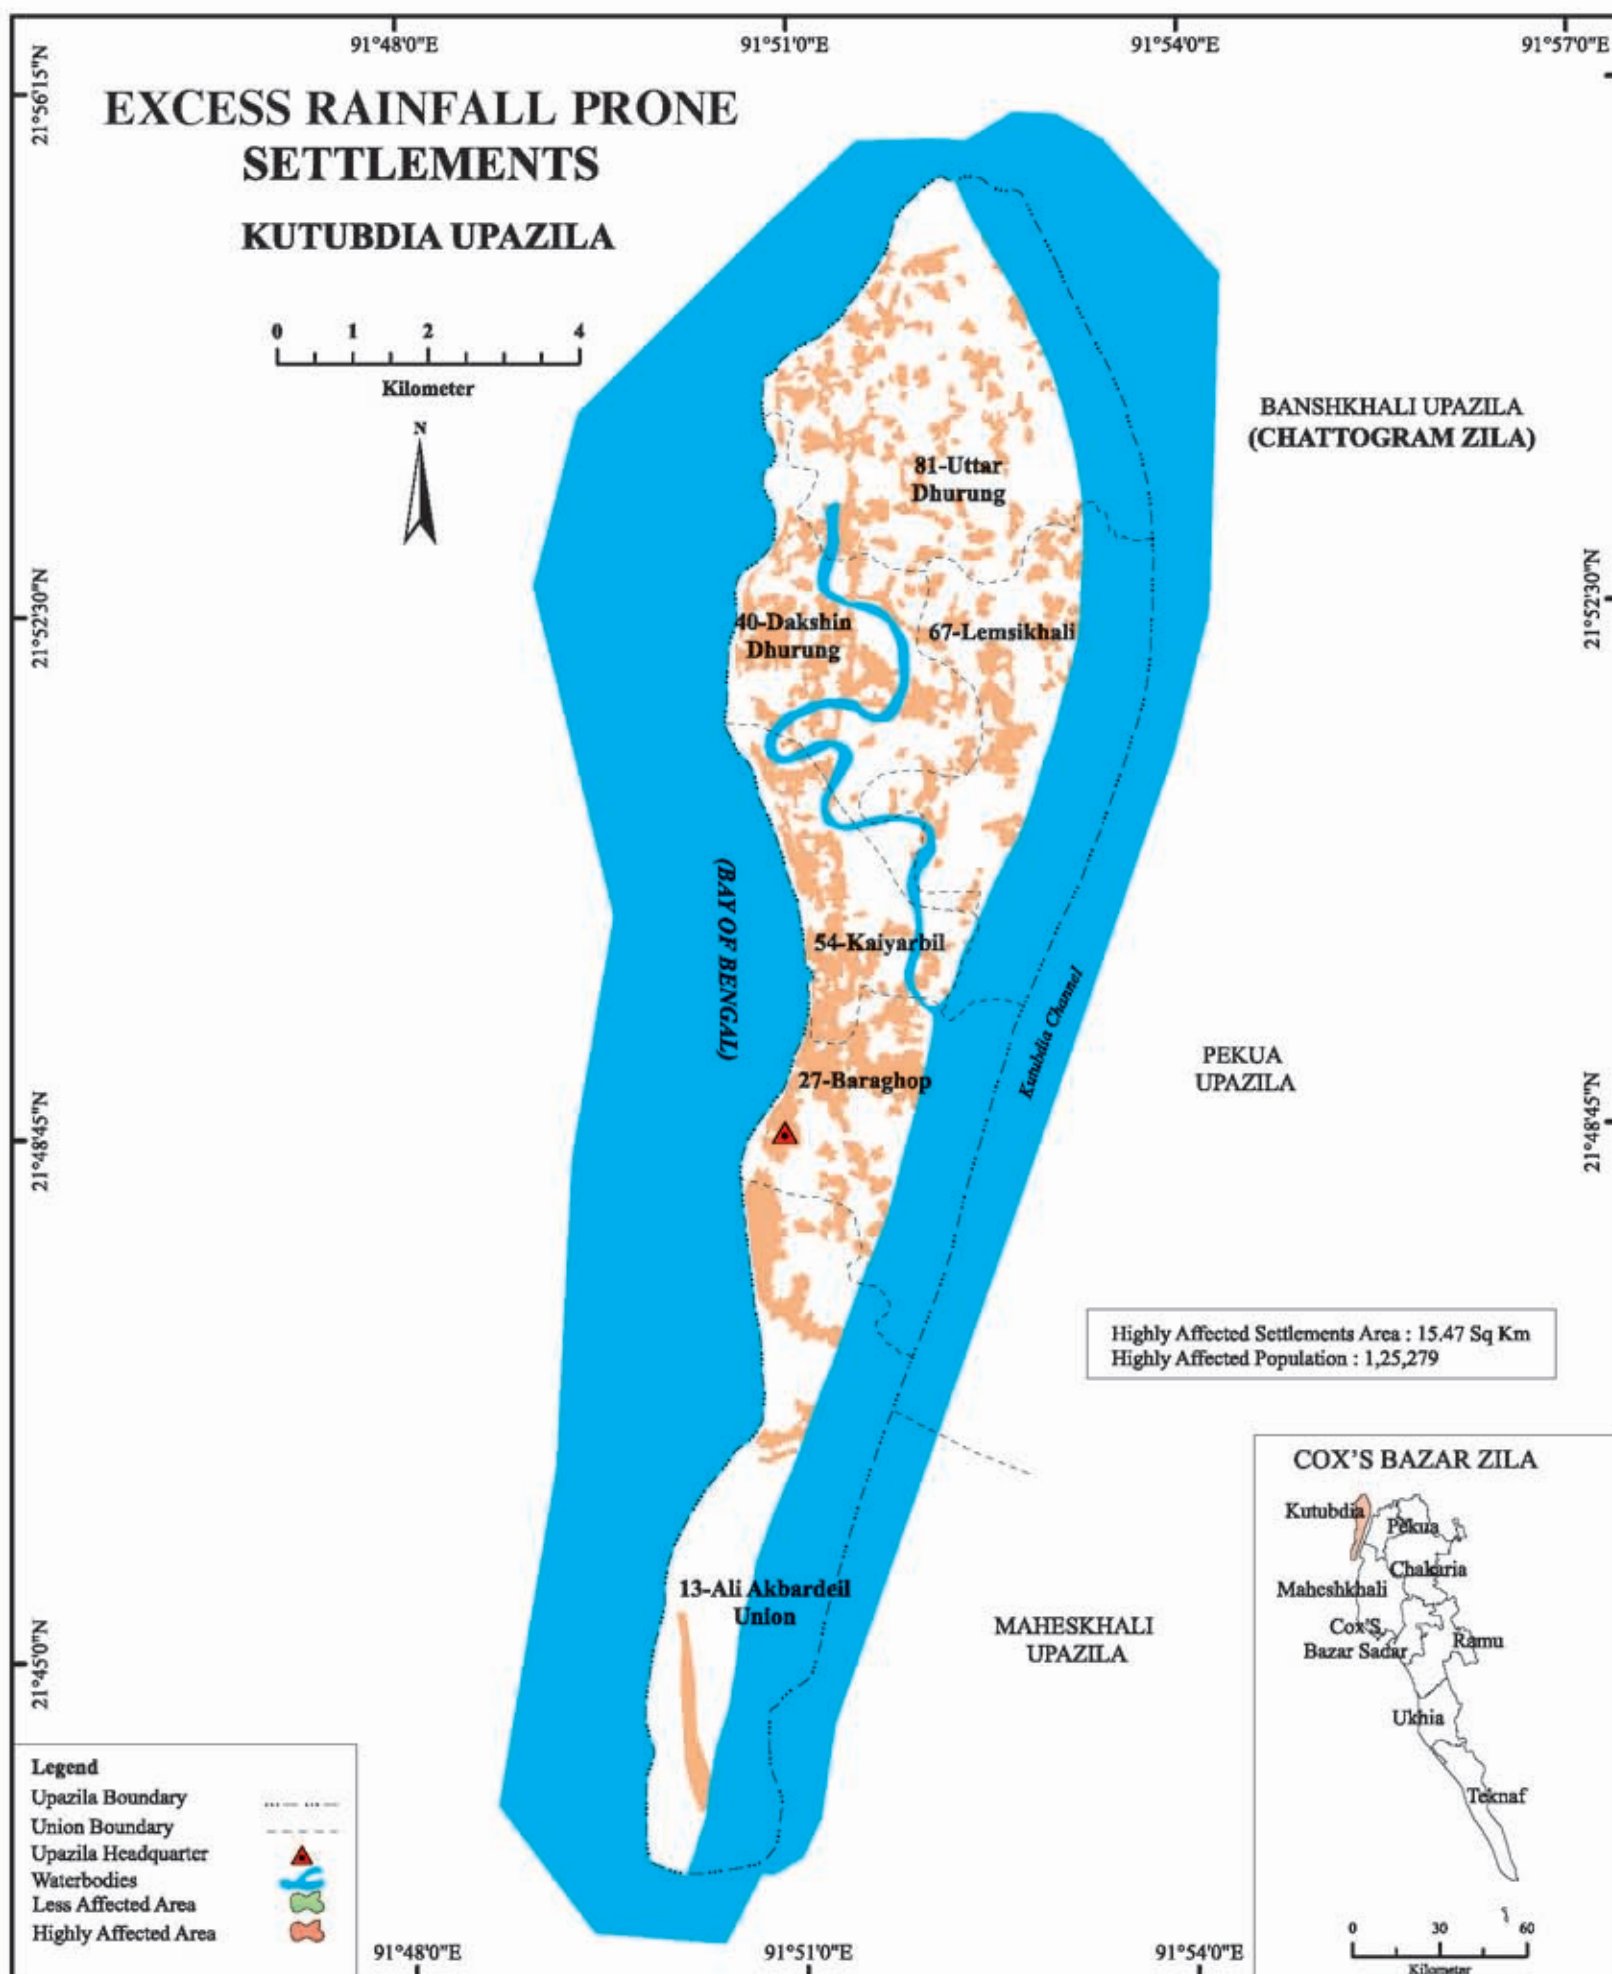 91°48'0"E
91°51'0"E
91°54'0"E
91°57'0"E
21°56'15"N
EXCESS RAINFALL PRONE
SETTLEMENTS
KUTUBDIA UPAZILA
0 1 2 4
Kilometer
N
BANSHKHALI UPAZILA
(CHATTOGRAM ZILA)
81-Uttar
Dhurung
21°52'30"N
21°52'30"N
40-Dakshin
Dhurung
67-Lemsikhali
(BAY OF BENGAL)
54-Kaiyarbil
Kutubdia Channel
PEKUA
UPAZILA
27-Baraghop
21°48'45"N
21°48'45"N
Highly Affected Settlements Area : 15.47 Sq Km
Highly Affected Population : 1,25,279
13-Ali Akbardeil
Union
MAHESKHALI
UPAZILA
21°45'0"N
COX'S BAZAR ZILA
Kutubdia
Pekua
Chakaria
Maheshkhali
Cox'S
Bazar Sadar
Ramu
Ukhia
Teknaf
0 30 60
Kilometer
Legend
Upazila Boundary
Union Boundary
Upazila Headquarter
Waterbodies
Less Affected Area
Highly Affected Area
91°48'0"E
91°51'0"E
91°54'0"E